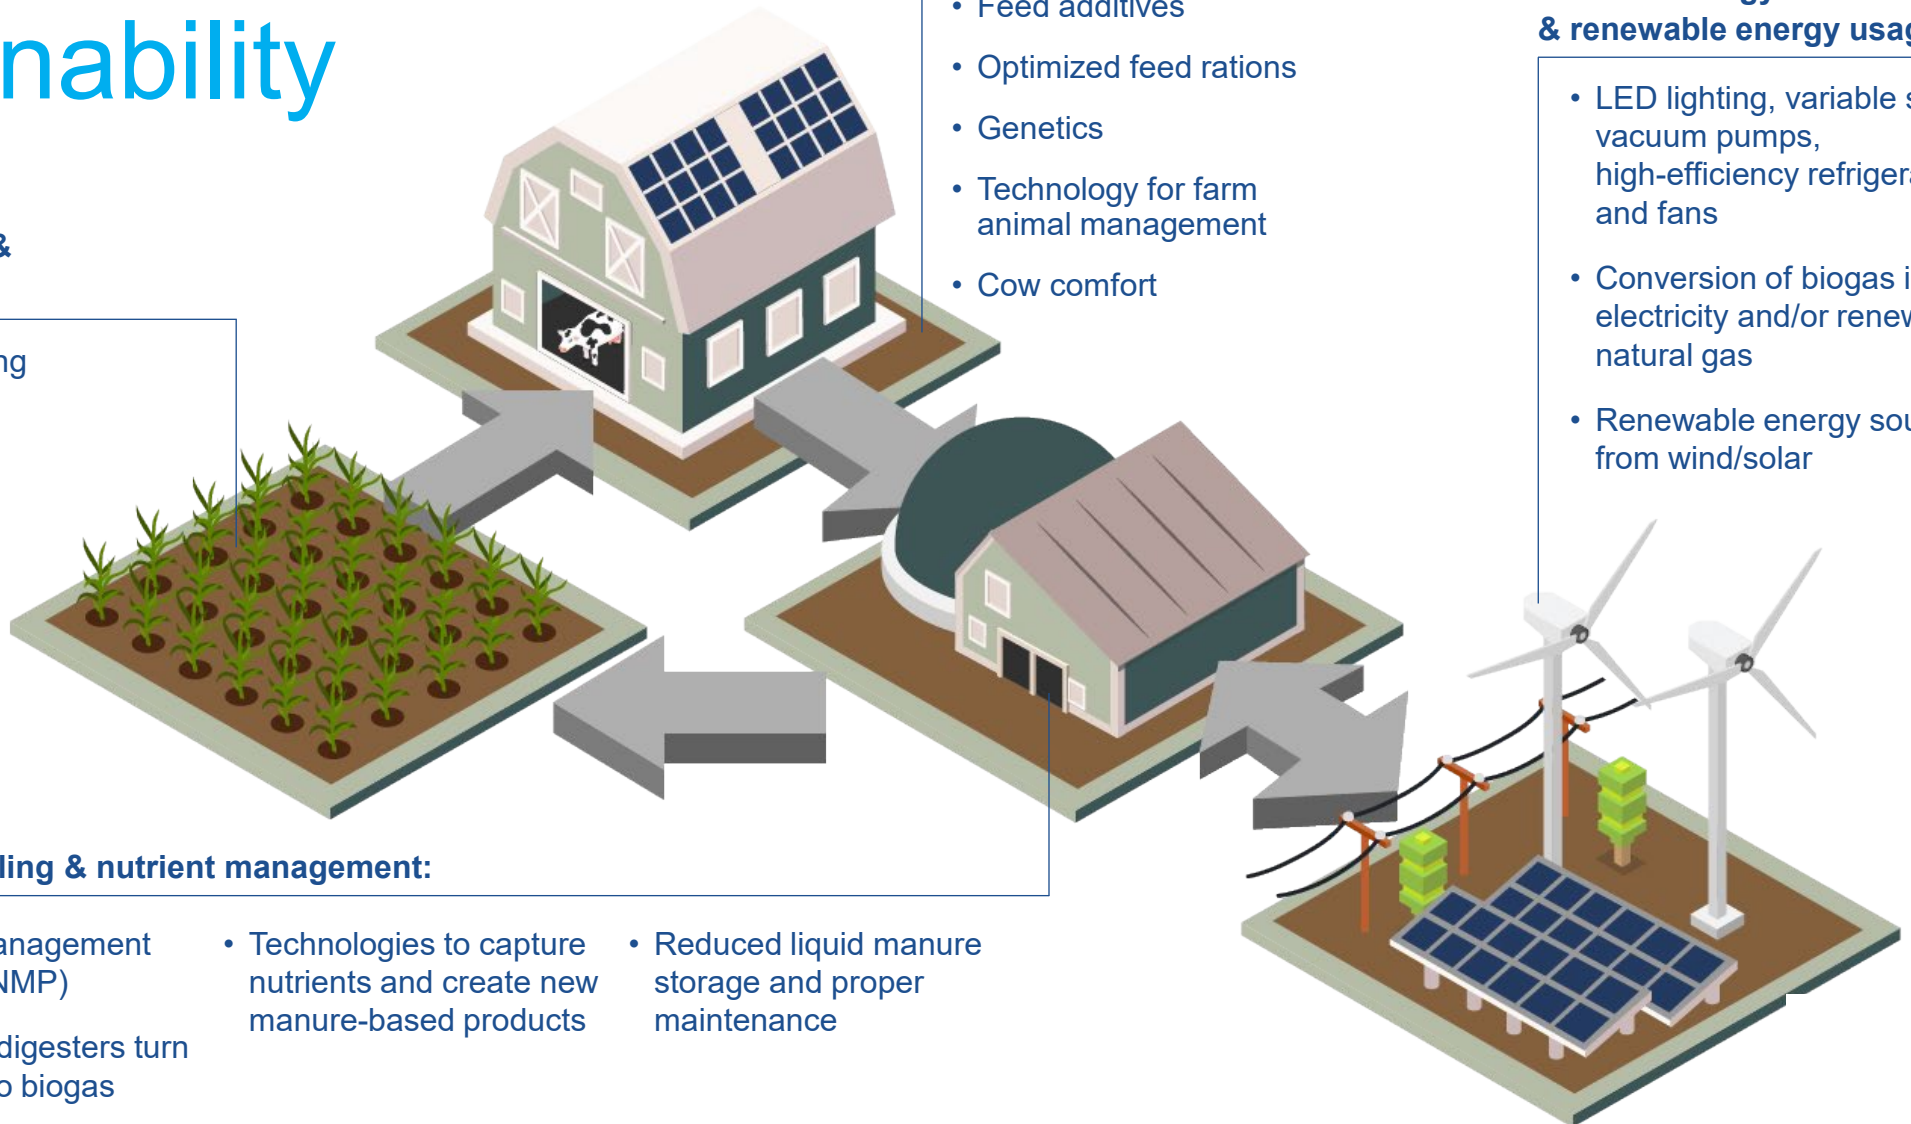 nability
&
ng
• Feed additives
• Optimized feed rations
• Genetics
• Technology for farm
animal management
• Cow comfort
& renewable energy usag
• LED lighting, variable s
vacuum pumps,
high-efficiency refrigera
and fans
• Conversion of biogas i
electricity and/or renew
natural gas
• Renewable energy sou
from wind/solar
ling & nutrient management:
anagement
NMP)
digesters turn
o biogas
• Technologies to capture
nutrients and create new
manure-based products
• Reduced liquid manure
storage and proper
maintenance